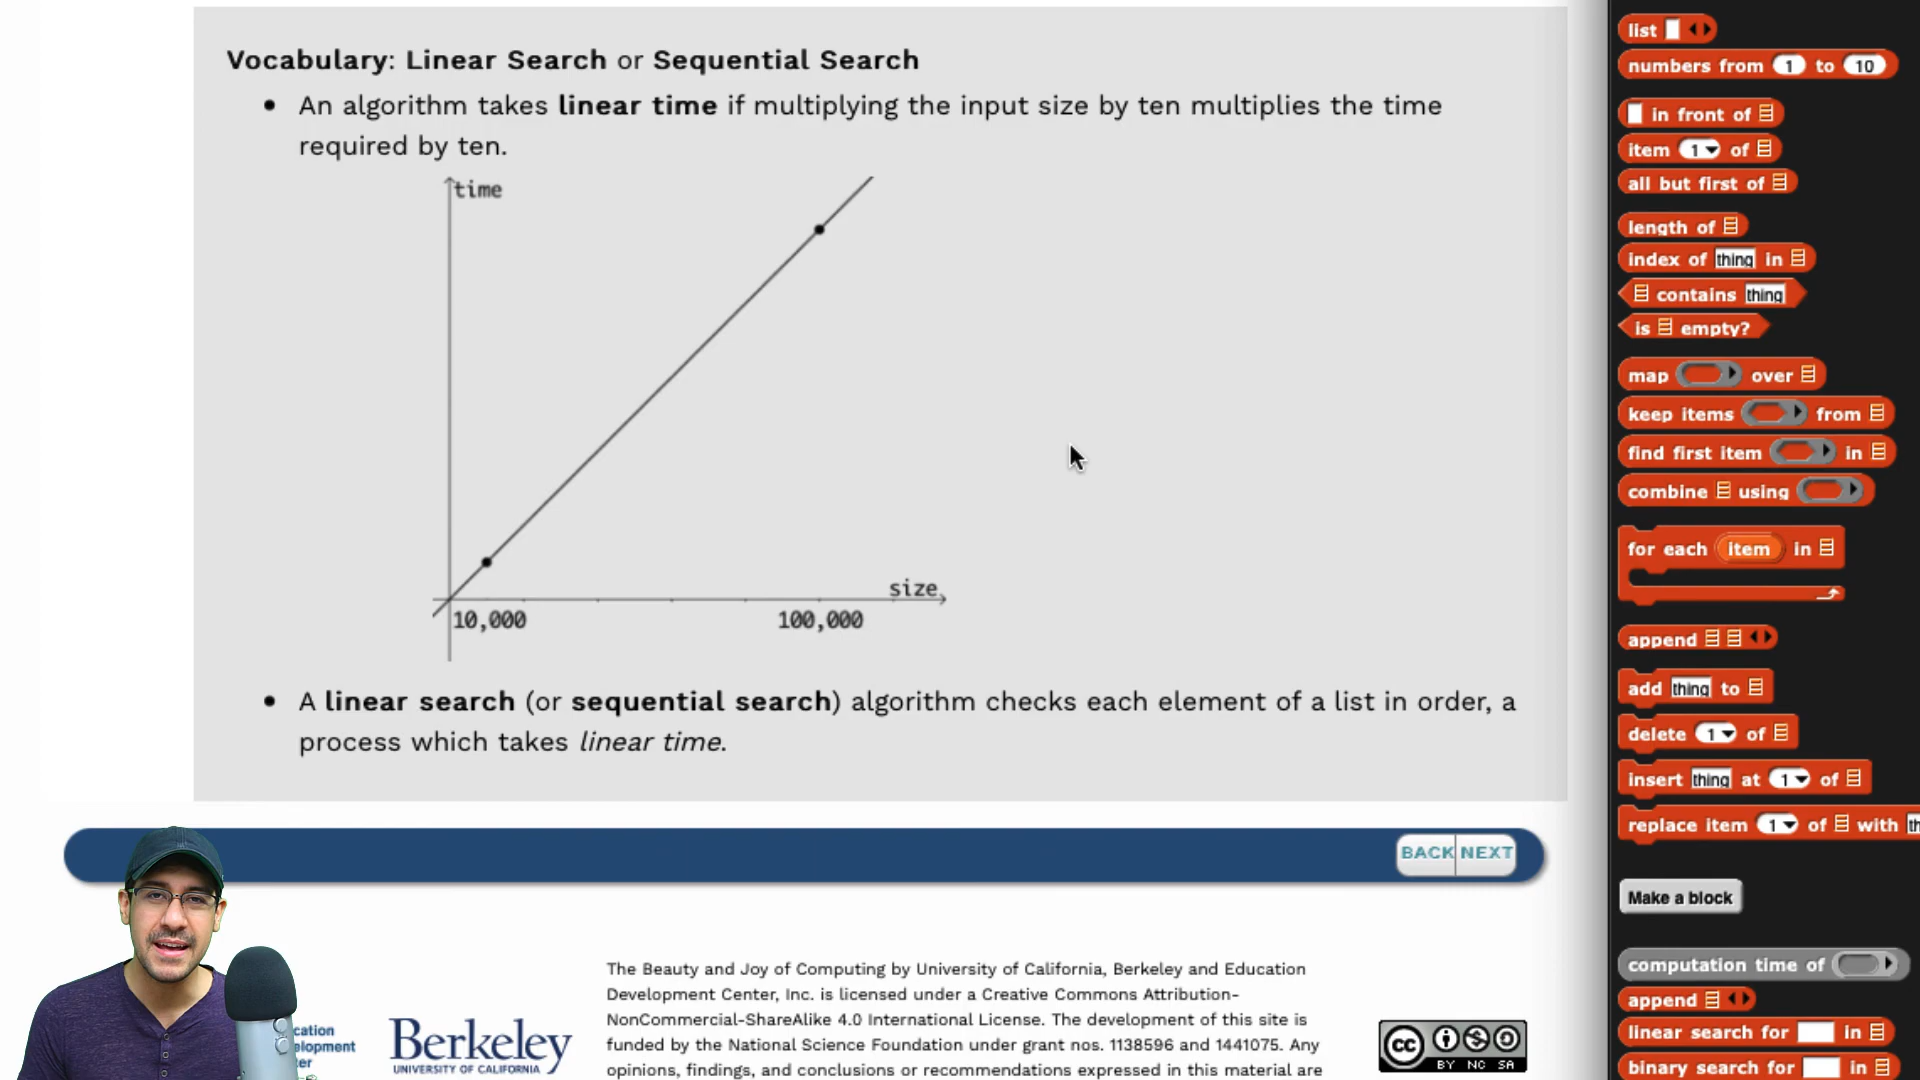 Vocabulary: Linear Search or Sequential Search
• An algorithm takes linear time if multiplying the input size by ten multiplies the time
required by ten.
time
size
10,000
100,000
• A linear search (or sequential search) algorithm checks each element of a list in order, a
process which takes linear time.
BACK NEXT
The Beauty and Joy of Computing by University of California, Berkeley and Education
Development Center, Inc. is licensed under a Creative Commons Attribution-
NonCommercial-ShareAlike 4.0 International License. The development of this site is
funded by the National Science Foundation under grant nos. 1138596 and 1441075. Any
opinions, findings, and conclusions or recommendations expressed in this material are
Berkeley
UNIVERSITY OF CALIFORNIA
cc
BY NC SA
list
numbers from 1 to 10
in front of
item 1 of
all but first of
length of
index of thing in
contains thing
is empty?
map over
keep items from
find first item in
combine using
for each item in
append
add thing to
delete 1 of
insert thing at 1 of
replace item 1 of with
Make a block
computation time of
append
linear search for in
binary search for in